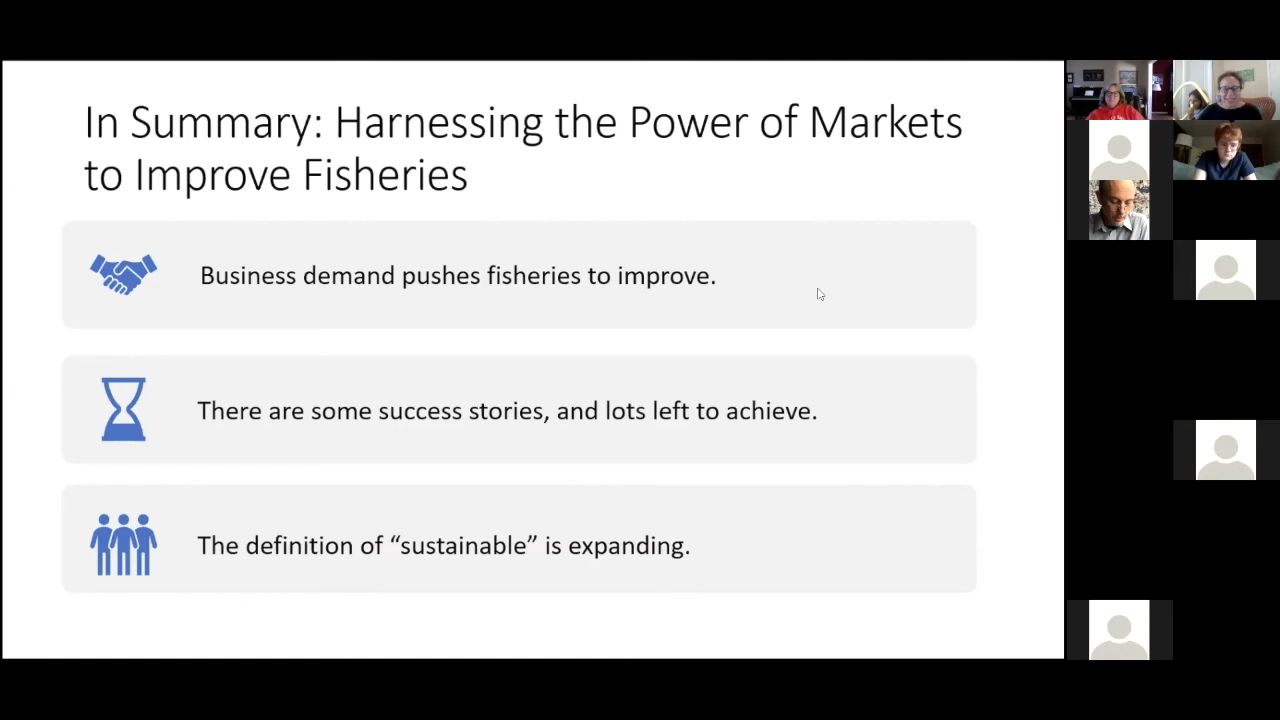 In Summary: Harnessing the Power of Markets
to Improve Fisheries
Business demand pushes fisheries to improve.
There are some success stories, and lots left to achieve.
The definition of “sustainable” is expanding.